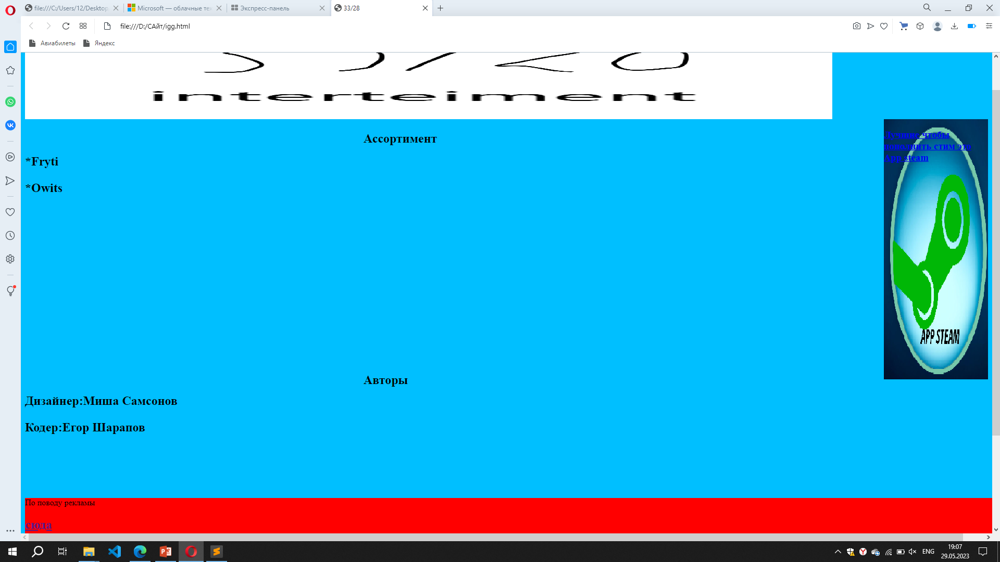 file:///C:/Users/12/Desktop
Microsoft — облачные те
Экспресс-панель
33/28
file:///D:/САйт/igg.html
Авиабилеты
Яндекс
interteiment
Ассортимент
*Fryti
*Owits
Лучшие чтобы
пополнить стим это
App steam
APP STEAM
Авторы
Дизайнер:Миша Самсонов
Кодер:Егор Шарапов
По поводу рекламы
сюда
ENG
19:07
29.05.2023